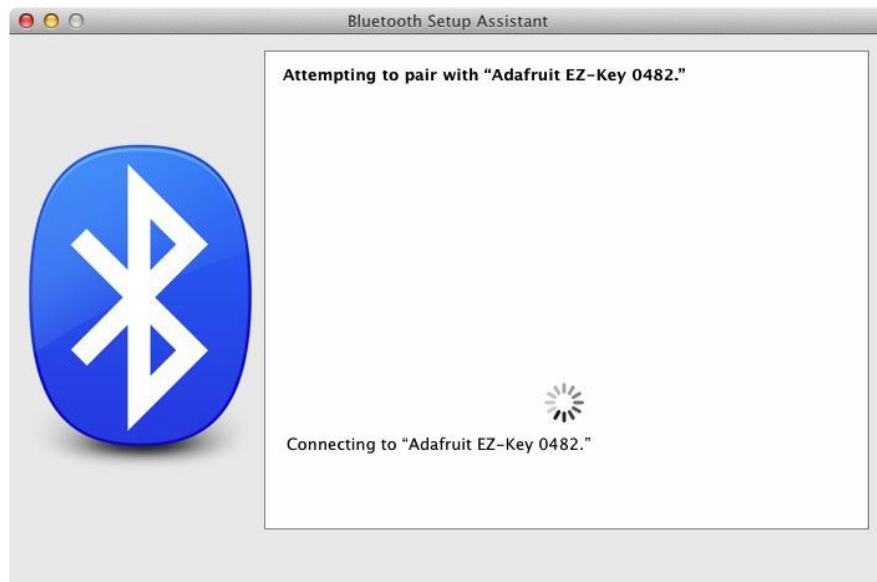 Bluetooth Setup Assistant
Attempting to pair with “Adafruit EZ-Key 0482.”
Connecting to “Adafruit EZ-Key 0482.”